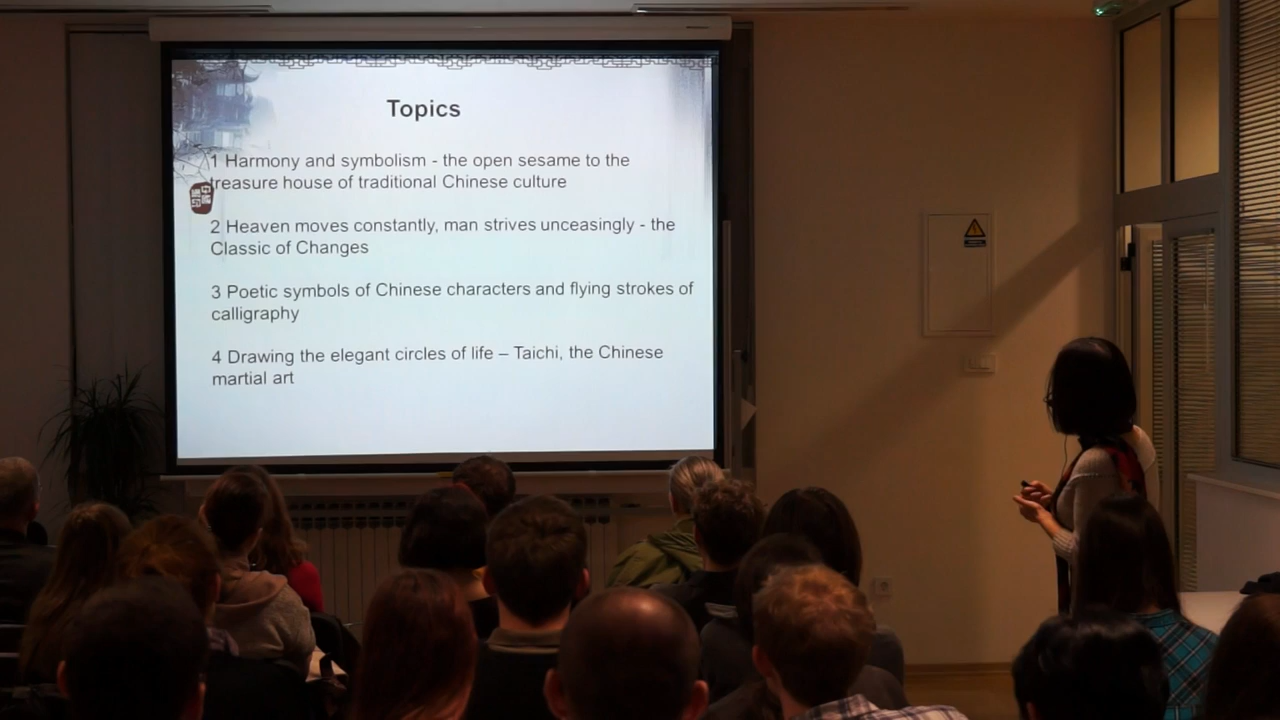 Topics
1 Harmony and symbolism - the open sesame to the
treasure house of traditional Chinese culture
2 Heaven moves constantly, man strives unceasingly - the
Classic of Changes
3 Poetic symbols of Chinese characters and flying strokes of
calligraphy
4 Drawing the elegant circles of life – Taichi, the Chinese
martial art